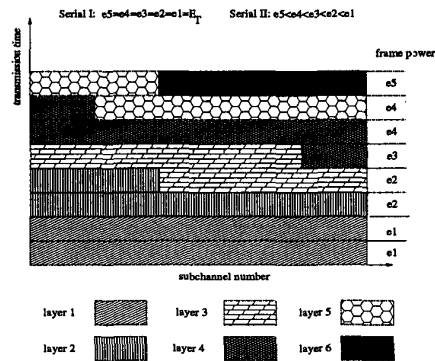 Serial I: e5=e4=e3=e2=e1=E_T Serial II: e5<e4<e3<e2<e1
transmission time
frame power
e5
e4
e4
e3
e2
e2
e1
e1
subchannel number
layer 1 layer 3 layer 5
layer 2 layer 4 layer 6